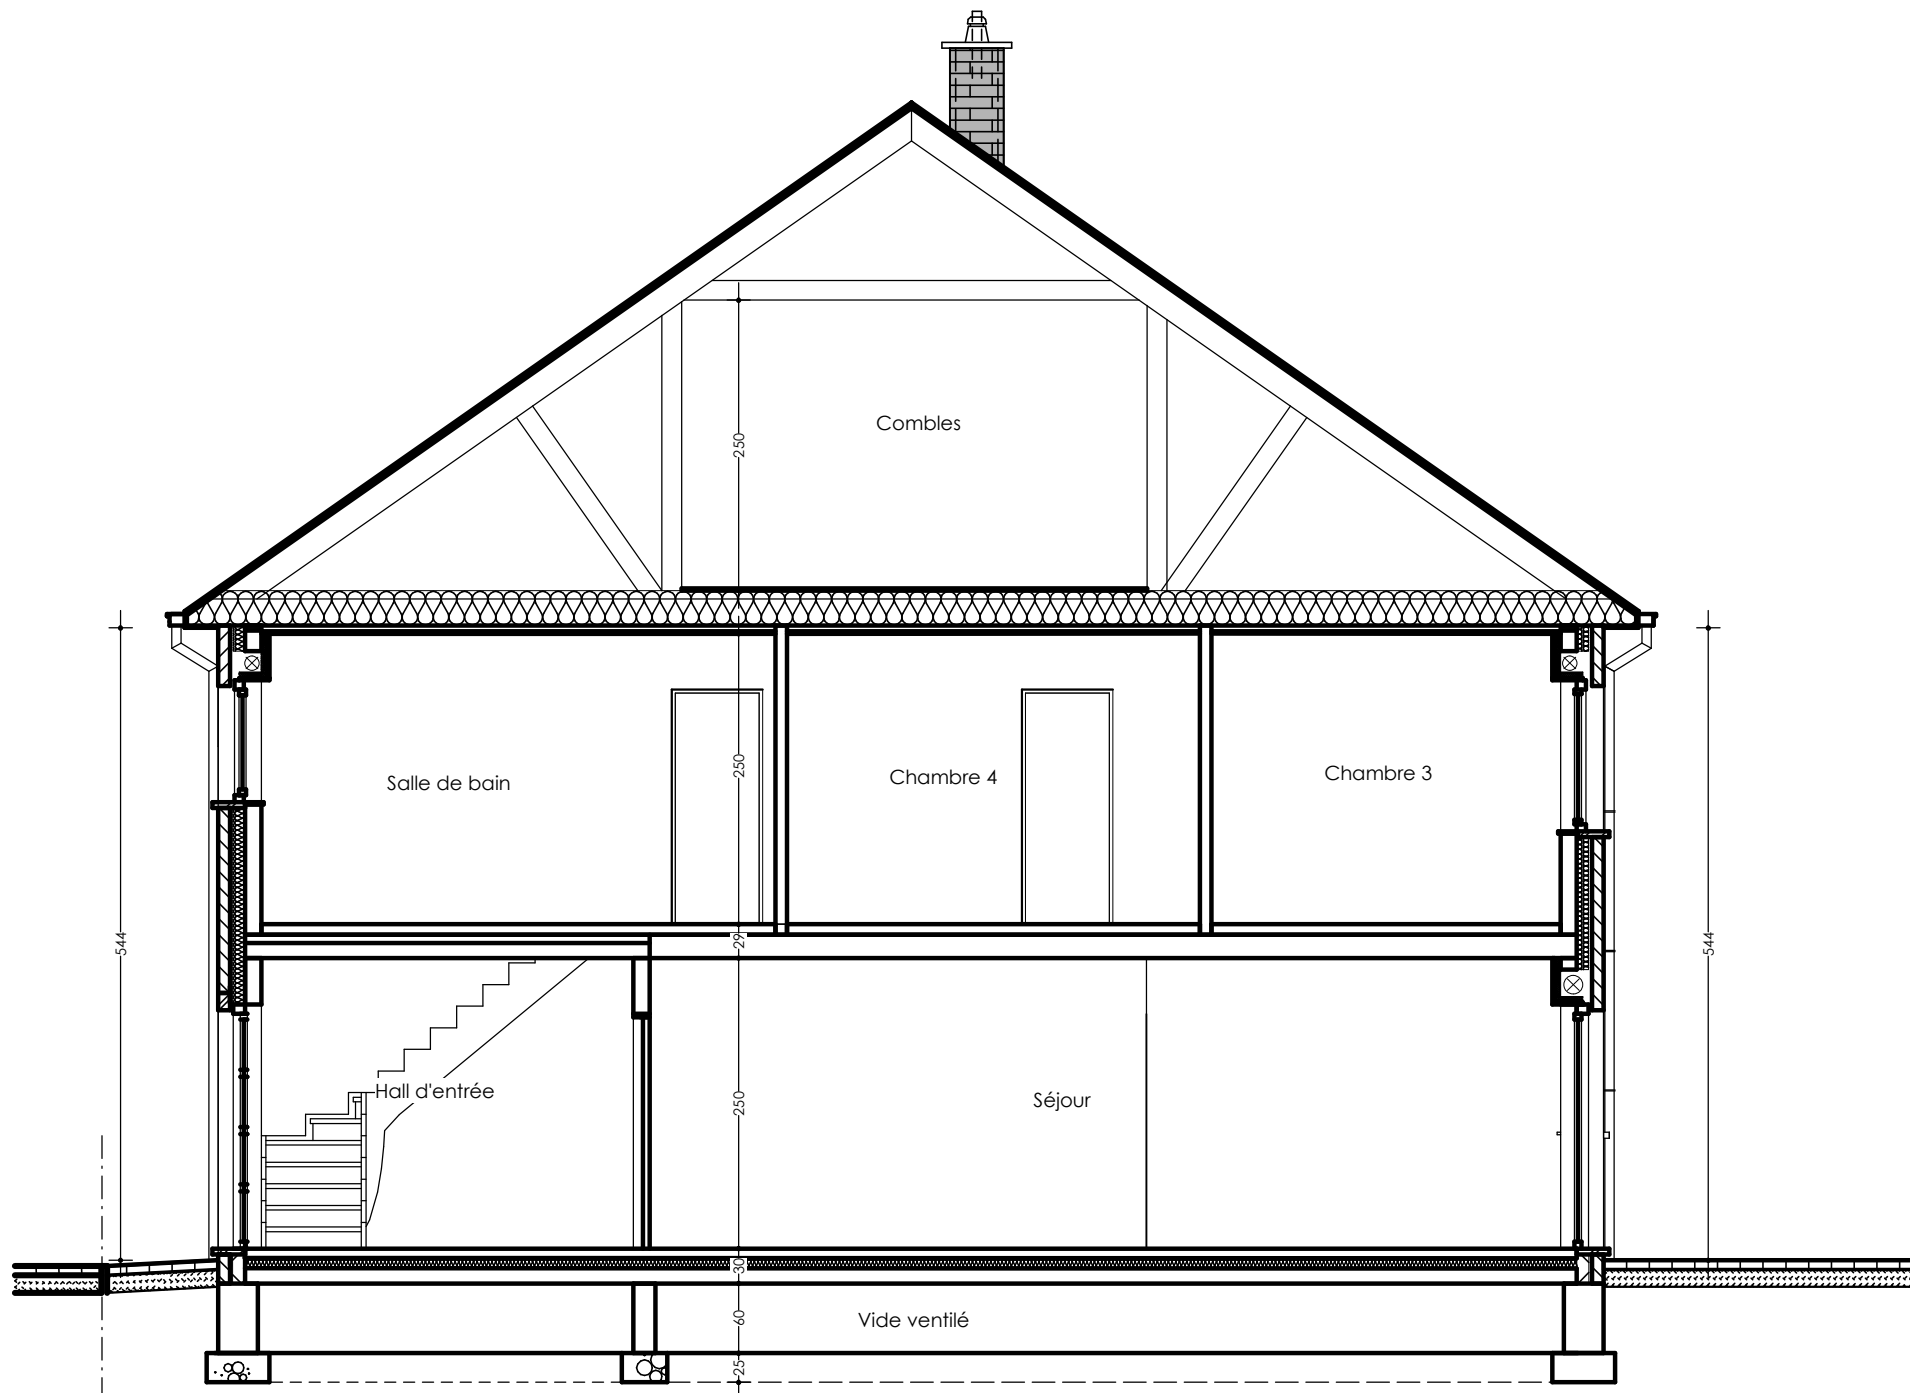 Combles
250
Salle de bain
250
Chambre 4
Chambre 3
544
29
544
Hall d'entrée
250
Séjour
30
Vide ventilé
60
25